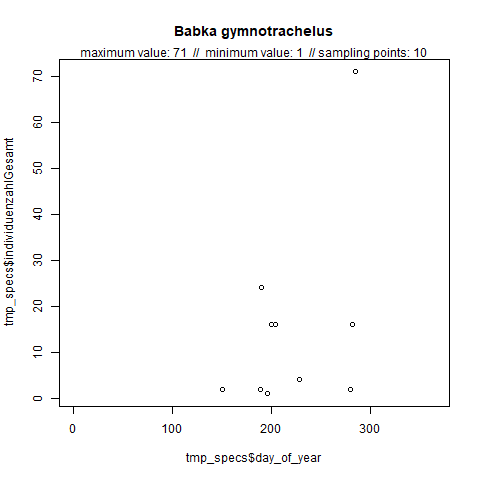 Babka gymnotrachelus
maximum value: 71 // minimum value: 1 // sampling points: 10
tmp_specs$individuenzahlGesamt
70
60
50
40
30
20
10
0
0 100 200 300
tmp_specs$day_of_year